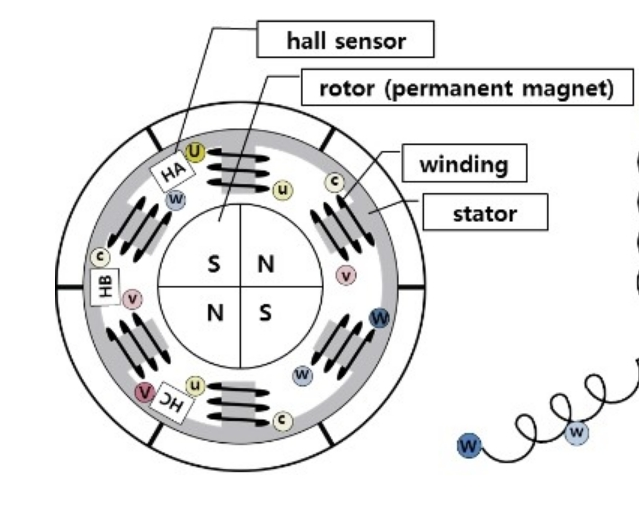 hall sensor
rotor (permanent magnet)
winding
stator
U
HA
w
u
c
c
HB
v
v
S N
N S
W
w
V
HC
u
c
W
w